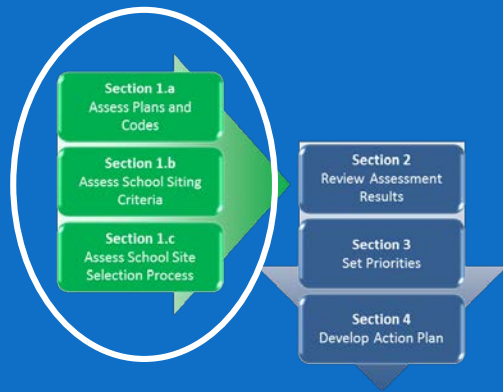 Section 1.a
Assess Plans and
Codes
Section 1.b
Assess School Siting
Criteria
Section 1.c
Assess School Site
Selection Process
Section 2
Review Assessment
Results
Section 3
Set Priorities
Section 4
Develop Action Plan